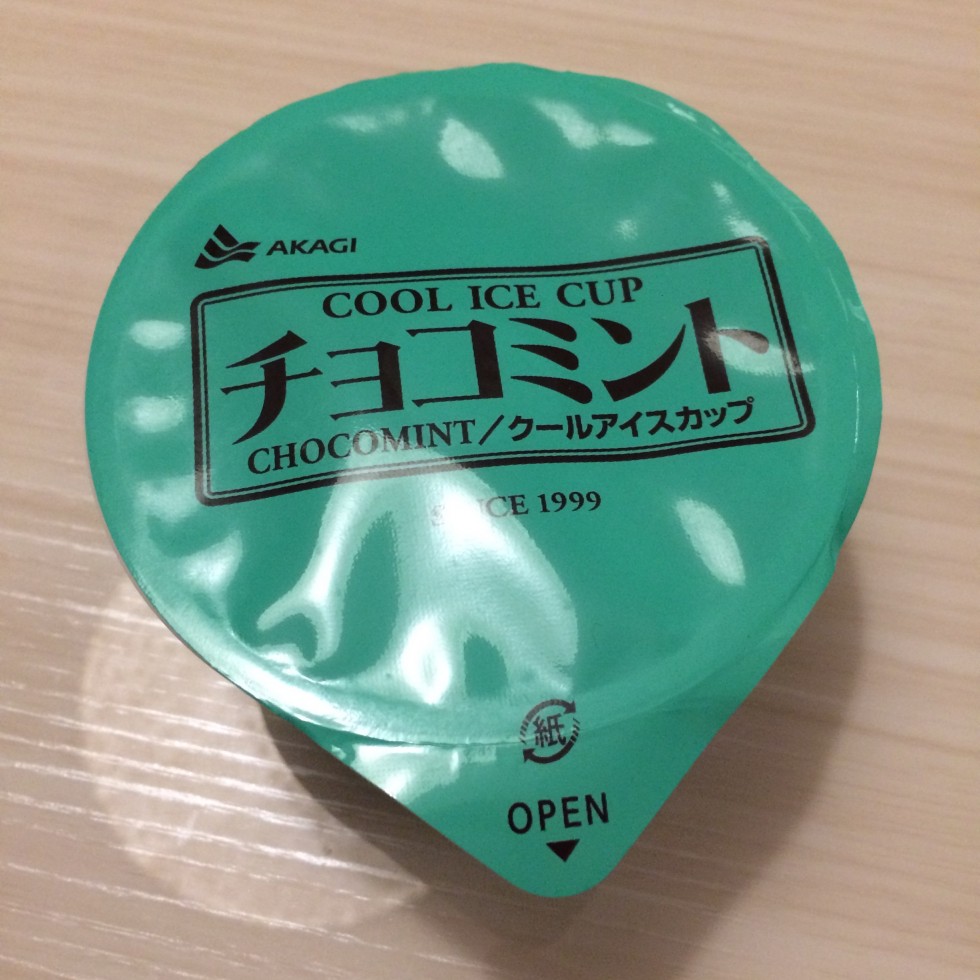 AKAGI
COOL ICE CUP
チョコミント
CHOCOMINT/クールアイスカップ
SINCE 1999
紙
OPEN